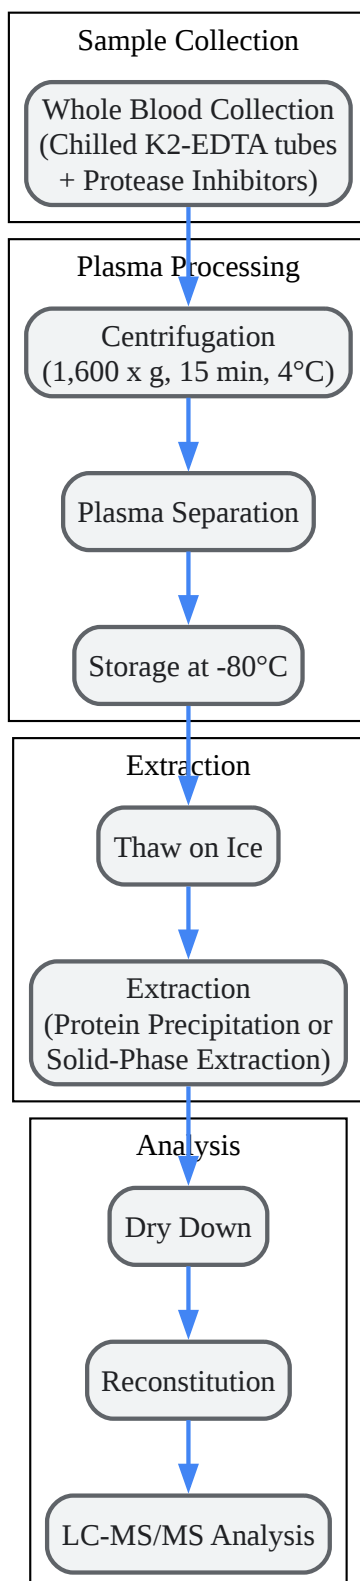 Sample Collection
Whole Blood Collection
(Chilled K2-EDTA tubes
+ Protease Inhibitors)
Plasma Processing
Centrifugation
(1,600 x g, 15 min, 4°C)
Plasma Separation
Storage at -80°C
Extraction
Thaw on Ice
Extraction
(Protein Precipitation or
Solid-Phase Extraction)
Analysis
Dry Down
Reconstitution
LC-MS/MS Analysis